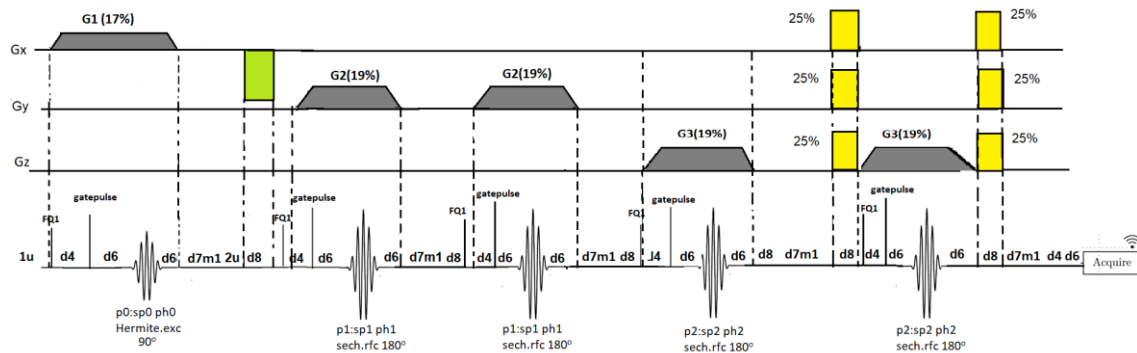 G1 (17%)
25%
25%
Gx
G2(19%)
G2(19%)
25%
25%
Gy
G3(19%)
25%
G3(19%)
25%
Gz
gatepulse
gatepulse
gatepulse
gatepulse
gatepulse
FQ1
FQ1
FQ1
FQ1
FQ1
1u d4 d6 d6 d7m1 2u d8 d4 d6 d6 d7m1 d8 d4 d6 d6 d7m1 d8 l4 d6 d6 d8 d7m1 d8 d4 d6 d6 d8 d7m1 d4 d6 Acquire
p0:sp0 ph0
Hermite.exc
90°
p1:sp1 ph1
sech.rfc 180°
p1:sp1 ph1
sech.rfc 180°
p2:sp2 ph2
sech.rfc 180°
p2:sp2 ph2
sech.rfc 180°